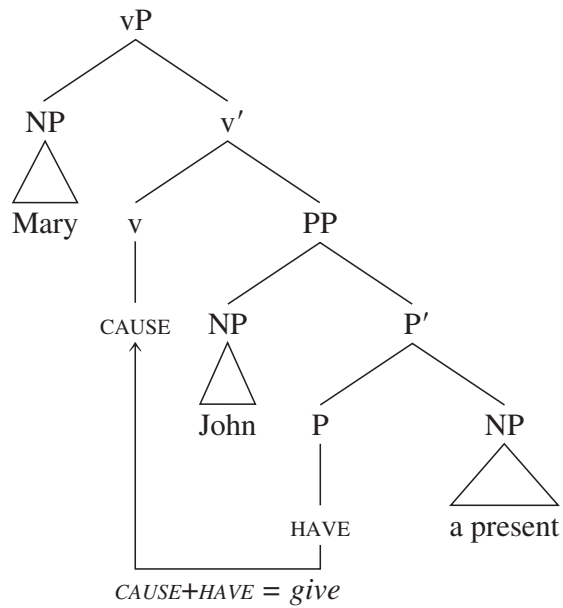 vP
NP v′
Mary v PP
CAUSE NP P′
John P NP
HAVE a present
CAUSE+HAVE = give